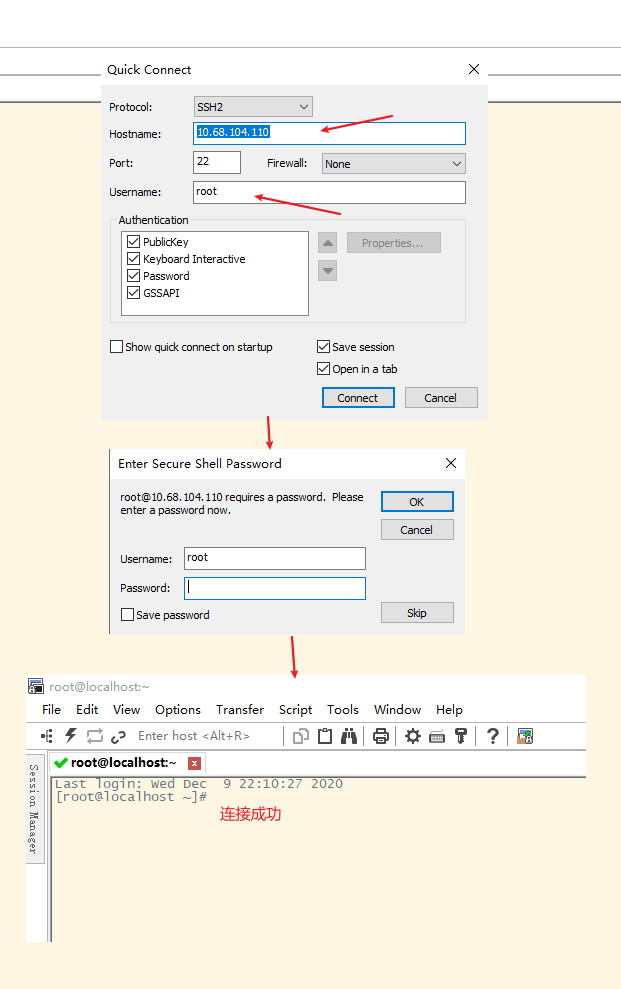 Quick Connect
Protocol: SSH2
Hostname: 10.68.104.110
Port: 22 Firewall: None
Username: root
Authentication
PublicKey
Keyboard Interactive
Password
GSSAPI
Properties...
Show quick connect on startup
Save session
Open in a tab
Connect Cancel
Enter Secure Shell Password
root@10.68.104.110 requires a password. Please
enter a password now.
OK
Cancel
Username: root
Password:
Save password
Skip
root@localhost:~
File Edit View Options Transfer Script Tools Window Help
Enter host <Alt+R>
Session Manager
root@localhost:~
Last login: Wed Dec  9 22:10:27 2020
[root@localhost ~]#
连接成功